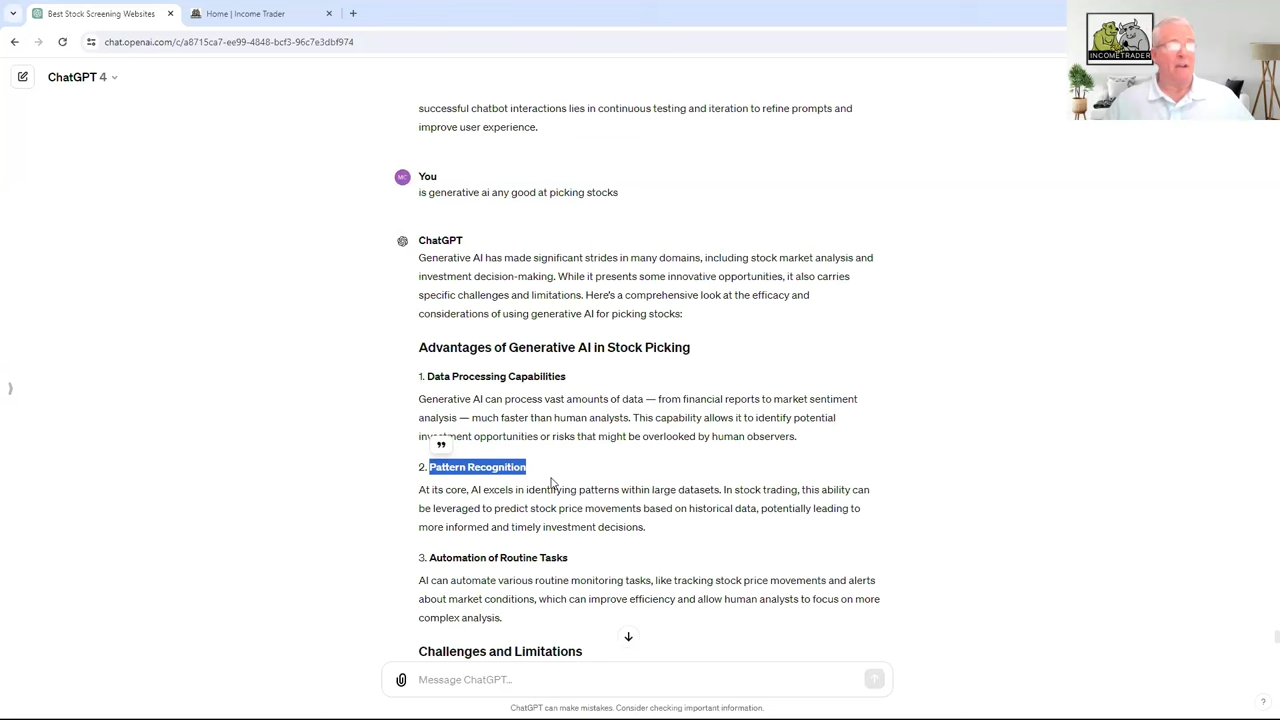 Best Stock Screening Websites
Home | Income Trader
chat.openai.com/c/a8715ca7-ee99-4848-bcf3-96c7e3dbf974
INCOMETRADER
ChatGPT 4
successful chatbot interactions lies in continuous testing and iteration to refine prompts and
improve user experience.
MC
You
is generative ai any good at picking stocks
ChatGPT
Generative AI has made significant strides in many domains, including stock market analysis and
investment decision-making. While it presents some innovative opportunities, it also carries
specific challenges and limitations. Here's a comprehensive look at the efficacy and
considerations of using generative AI for picking stocks:
Advantages of Generative AI in Stock Picking
1. Data Processing Capabilities
Generative AI can process vast amounts of data — from financial reports to market sentiment
analysis — much faster than human analysts. This capability allows it to identify potential
investment opportunities or risks that might be overlooked by human observers.
2. Pattern Recognition
At its core, AI excels in identifying patterns within large datasets. In stock trading, this ability can
be leveraged to predict stock price movements based on historical data, potentially leading to
more informed and timely investment decisions.
3. Automation of Routine Tasks
AI can automate various routine monitoring tasks, like tracking stock price movements and alerts
about market conditions, which can improve efficiency and allow human analysts to focus on more
complex analysis.
Challenges and Limitations
Message ChatGPT...
ChatGPT can make mistakes. Consider checking important information.
?